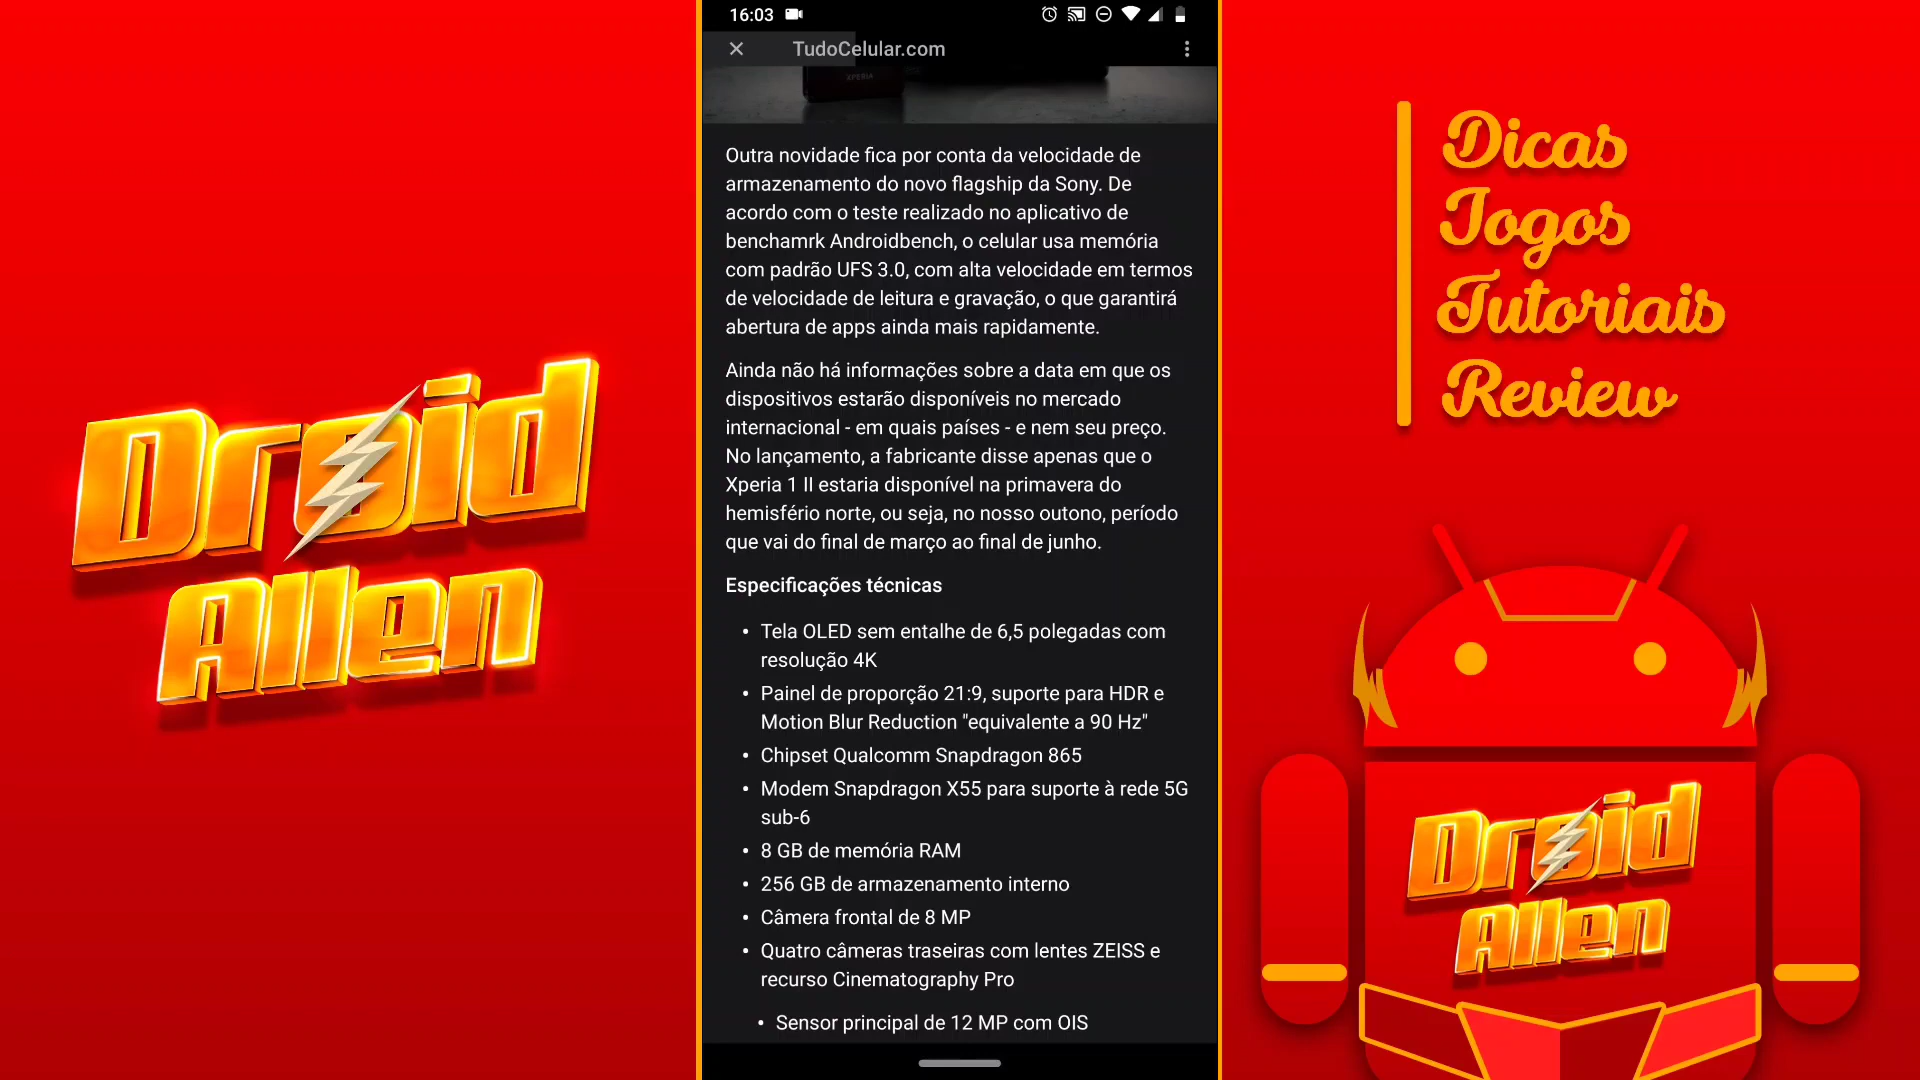 Droid
Allen
16:03
TudoCelular.com
XPERIA
Outra novidade fica por conta da velocidade de
armazenamento do novo flagship da Sony. De
acordo com o teste realizado no aplicativo de
benchamrk Androidbench, o celular usa memória
com padrão UFS 3.0, com alta velocidade em termos
de velocidade de leitura e gravação, o que garantirá
abertura de apps ainda mais rapidamente.
Ainda não há informações sobre a data em que os
dispositivos estarão disponíveis no mercado
internacional - em quais países - e nem seu preço.
No lançamento, a fabricante disse apenas que o
Xperia 1 II estaria disponível na primavera do
hemisfério norte, ou seja, no nosso outono, período
que vai do final de março ao final de junho.
Especificações técnicas
• Tela OLED sem entalhe de 6,5 polegadas com
resolução 4K
• Painel de proporção 21:9, suporte para HDR e
Motion Blur Reduction "equivalente a 90 Hz"
• Chipset Qualcomm Snapdragon 865
• Modem Snapdragon X55 para suporte à rede 5G
sub-6
• 8 GB de memória RAM
• 256 GB de armazenamento interno
• Câmera frontal de 8 MP
• Quatro câmeras traseiras com lentes ZEISS e
recurso Cinematography Pro
• Sensor principal de 12 MP com OIS
Dicas
Jogos
Tutoriais
Review
Droid
Allen